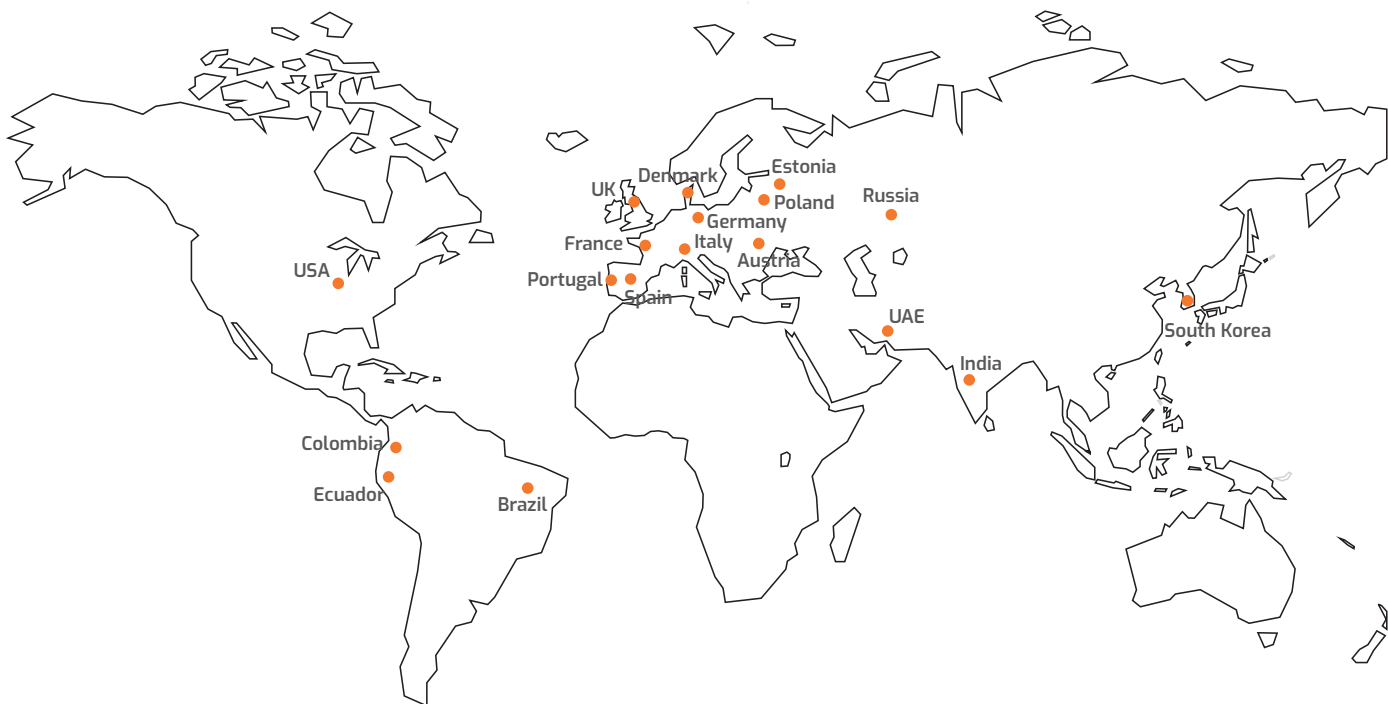 Estonia
Denmark
UK
Russia
Poland
Germany
France
Italy
Austria
USA
Portugal
Spain
UAE
South Korea
India
Colombia
Ecuador
Brazil